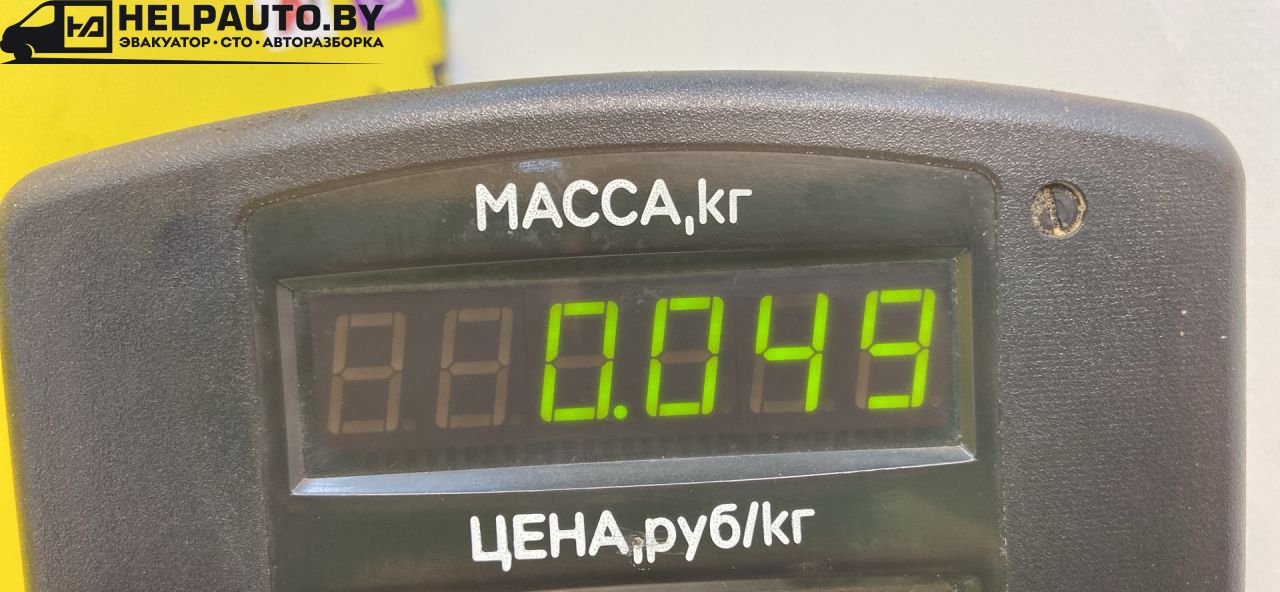 HELPAUTO.BY
ЭВАКУАТОР • СТО • АВТОРАЗБОРКА
МАССА,кг
0.049
ЦЕНА,руб/кг